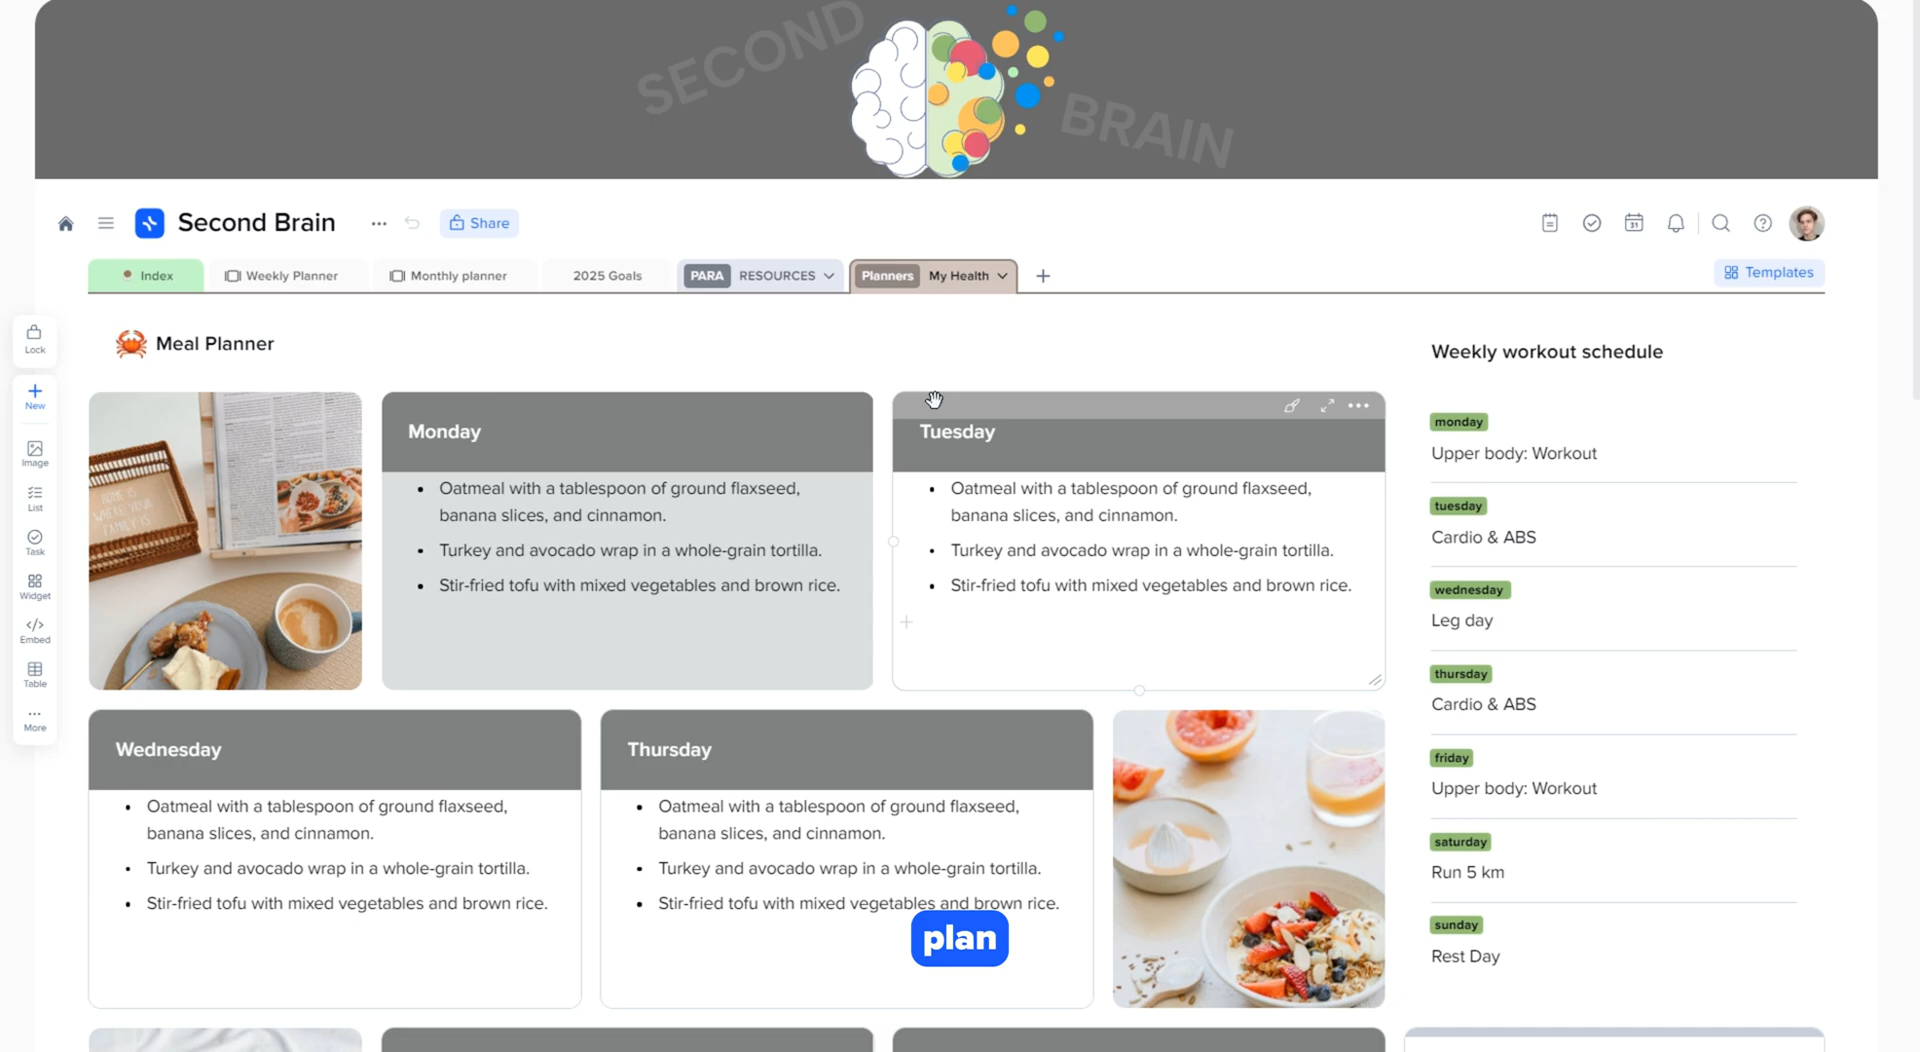 SECOND
BRAIN
Second Brain
Share
31
Index
Weekly Planner
Monthly planner
2025 Goals
PARA RESOURCES
Planners My Health
Templates
Lock
New
Image
List
Task
Widget
Embed
Table
More
Meal Planner
HOME IS
WHERE YOUR
FAMILY IS
Monday
• Oatmeal with a tablespoon of ground flaxseed,
banana slices, and cinnamon.
• Turkey and avocado wrap in a whole-grain tortilla.
• Stir-fried tofu with mixed vegetables and brown rice.
Tuesday
• Oatmeal with a tablespoon of ground flaxseed,
banana slices, and cinnamon.
• Turkey and avocado wrap in a whole-grain tortilla.
• Stir-fried tofu with mixed vegetables and brown rice.
Wednesday
• Oatmeal with a tablespoon of ground flaxseed,
banana slices, and cinnamon.
• Turkey and avocado wrap in a whole-grain tortilla.
• Stir-fried tofu with mixed vegetables and brown rice.
Thursday
• Oatmeal with a tablespoon of ground flaxseed,
banana slices, and cinnamon.
• Turkey and avocado wrap in a whole-grain tortilla.
• Stir-fried tofu with mixed vegetables and brown rice.
plan
Weekly workout schedule
monday
Upper body: Workout
tuesday
Cardio & ABS
wednesday
Leg day
thursday
Cardio & ABS
friday
Upper body: Workout
saturday
Run 5 km
sunday
Rest Day